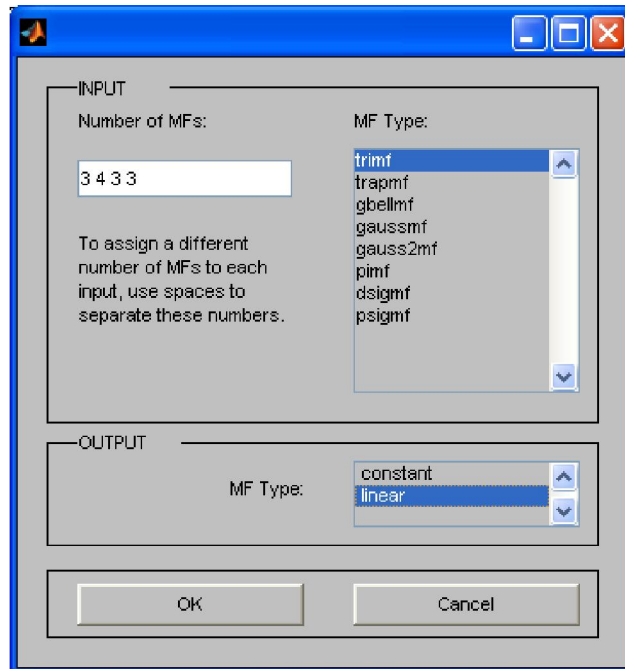 INPUT
Number of MFs:
3 4 3 3
To assign a different
number of MFs to each
input, use spaces to
separate these numbers.
MF Type:
trimf
trapmf
gbellmf
gaussmf
gauss2mf
pimf
dsigmf
psigmf
OUTPUT
MF Type:
constant
linear
OK
Cancel